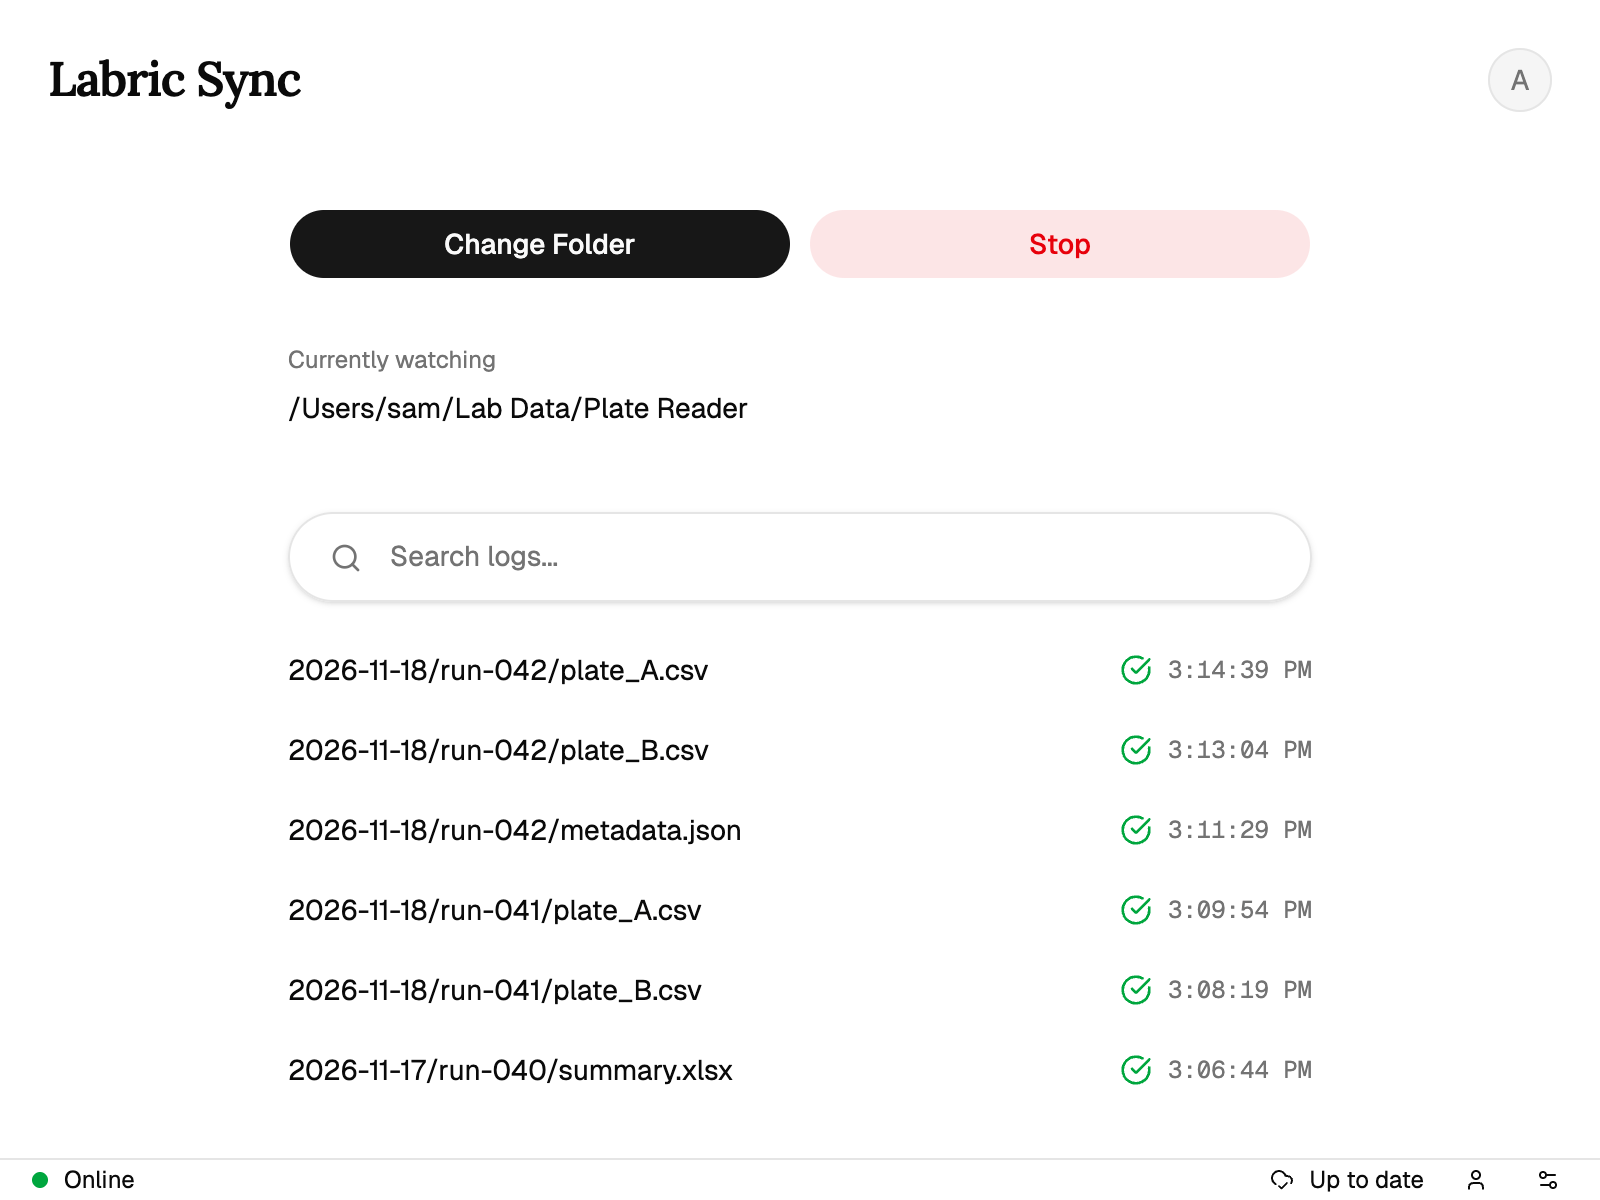 Labric Sync
A
Change Folder
Stop
Currently watching
/Users/sam/Lab Data/Plate Reader
Search logs...
2026-11-18/run-042/plate_A.csv 3:14:39 PM
2026-11-18/run-042/plate_B.csv 3:13:04 PM
2026-11-18/run-042/metadata.json 3:11:29 PM
2026-11-18/run-041/plate_A.csv 3:09:54 PM
2026-11-18/run-041/plate_B.csv 3:08:19 PM
2026-11-17/run-040/summary.xlsx 3:06:44 PM
Online
Up to date